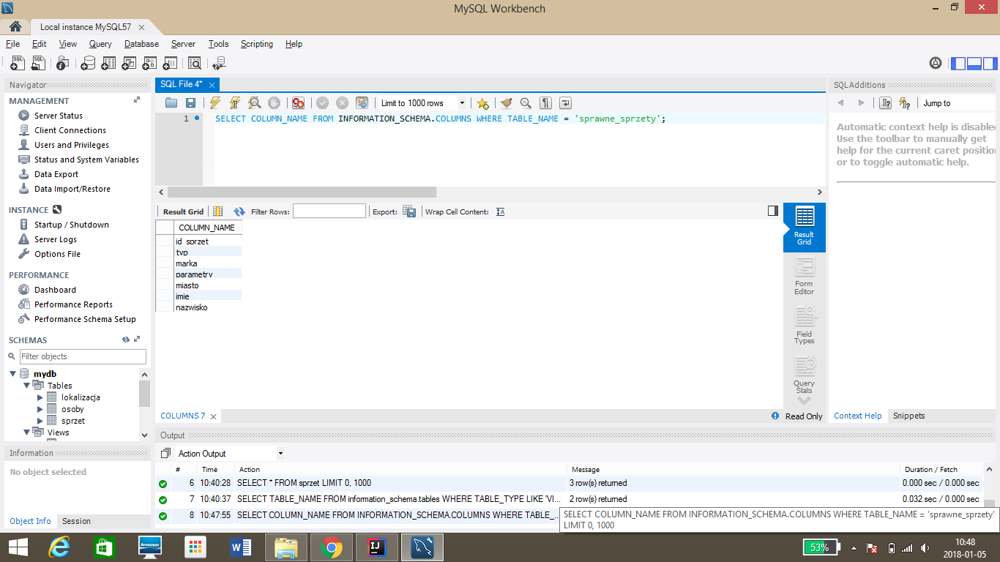 MySQL Workbench
Local instance MySQL57
File Edit View Query Database Server Tools Scripting Help
Navigator
MANAGEMENT
Server Status
Client Connections
Users and Privileges
Status and System Variables
Data Export
Data Import/Restore
INSTANCE
Startup / Shutdown
Server Logs
Options File
PERFORMANCE
Dashboard
Performance Reports
Performance Schema Setup
SCHEMAS
Filter objects
mydb
Tables
lokalizacja
osoby
sprzet
Views
Information
No object selected
Object Info Session
SQL File 4*
Limit to 1000 rows
1 SELECT COLUMN_NAME FROM INFORMATION_SCHEMA.COLUMNS WHERE TABLE_NAME = 'sprawne_sprzety';
Result Grid Filter Rows: Export: Wrap Cell Content:
COLUMN_NAME
id_sprzet
typ
marka
parametry
miasto
imie
nazwisko
Result
Grid
Form
Editor
Field
Types
Query
Stats
COLUMNS 7
Read Only
SQLAdditions
Jump to
Automatic context help is disabled
Use the toolbar to manually get
help for the current caret position
or to toggle automatic help.
Context Help Snippets
Output
Action Output
# Time Action Message Duration / Fetch
6 10:40:28 SELECT * FROM sprzet LIMIT 0, 1000 3 row(s) returned 0.000 sec / 0.000 sec
7 10:40:37 SELECT TABLE_NAME FROM information_schema.tables WHERE TABLE_TYPE LIKE 'VI... 2 row(s) returned 0.032 sec / 0.000 sec
8 10:47:55 SELECT COLUMN_NAME FROM INFORMATION_SCHEMA.COLUMNS WHERE TABLE_...
SELECT COLUMN_NAME FROM INFORMATION_SCHEMA.COLUMNS WHERE TABLE_NAME = 'sprawne_sprzety'
LIMIT 0, 1000
lenovo
53%
10:48
2018-01-05